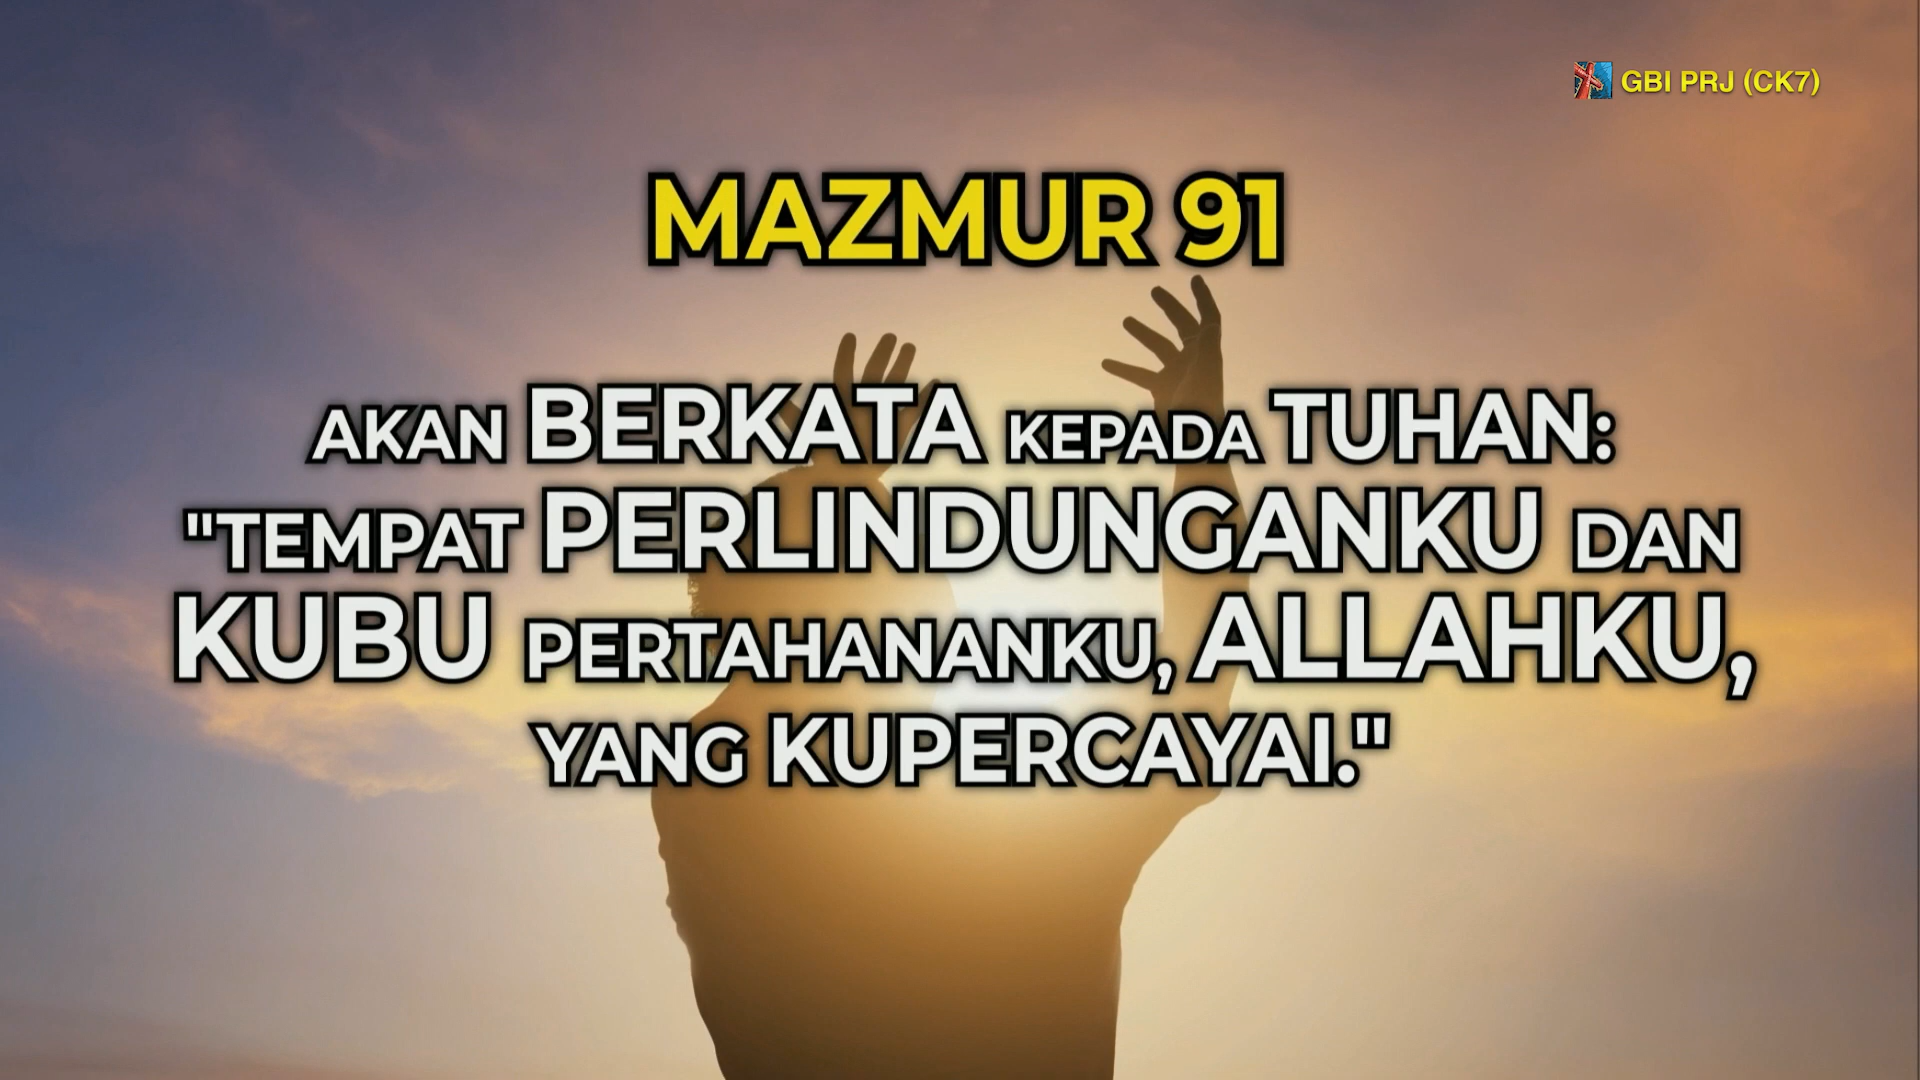 GBI PRJ (CK7)
MAZMUR 91
AKAN BERKATA KEPADA TUHAN:
"TEMPAT PERLINDUNGANKU DAN
KUBU PERTAHANANKU, ALLAHKU,
YANG KUPERCAYAI."